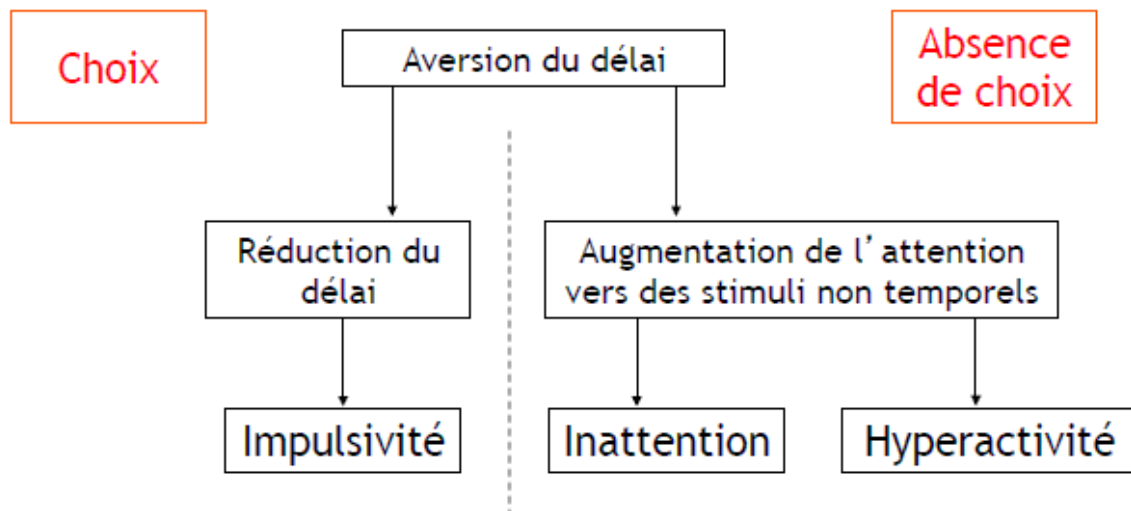 Choix
Aversion du délai
Absence
de choix
Réduction du
délai
Augmentation de l’attention
vers des stimuli non temporels
Impulsivité
Inattention
Hyperactivité